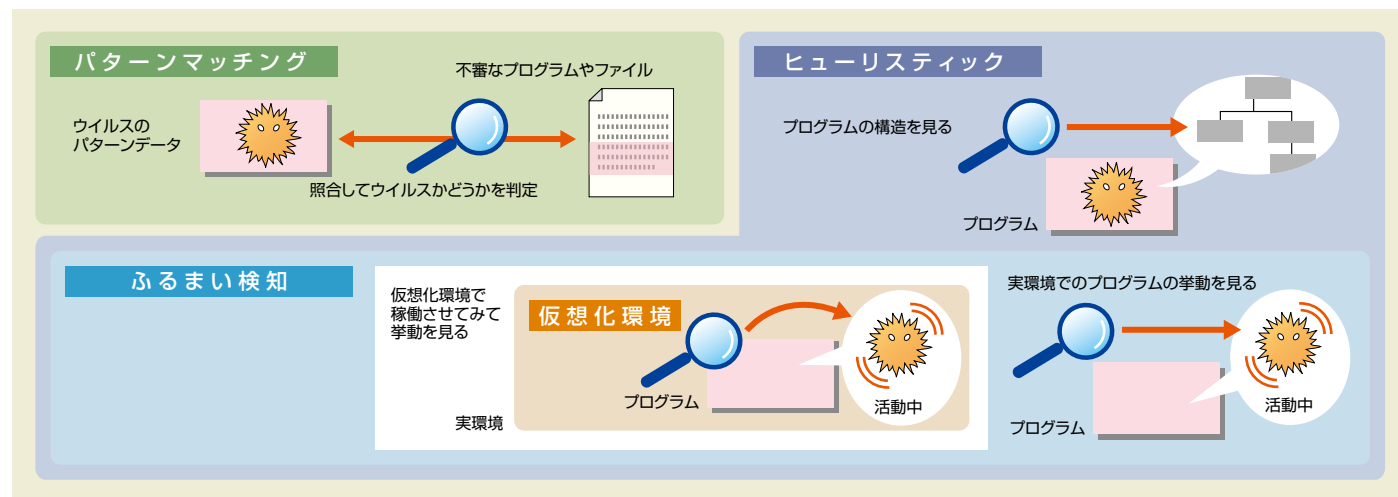 パターンマッチング
不審なプログラムやファイル
ウイルスの
パターンデータ
照合してウイルスかどうかを判定
ヒューリスティック
プログラムの構造を見る
プログラム
ふるまい検知
仮想化環境で
稼働させてみて
挙動を見る
仮想化環境
プログラム
活動中
実環境
実環境でのプログラムの挙動を見る
プログラム
活動中